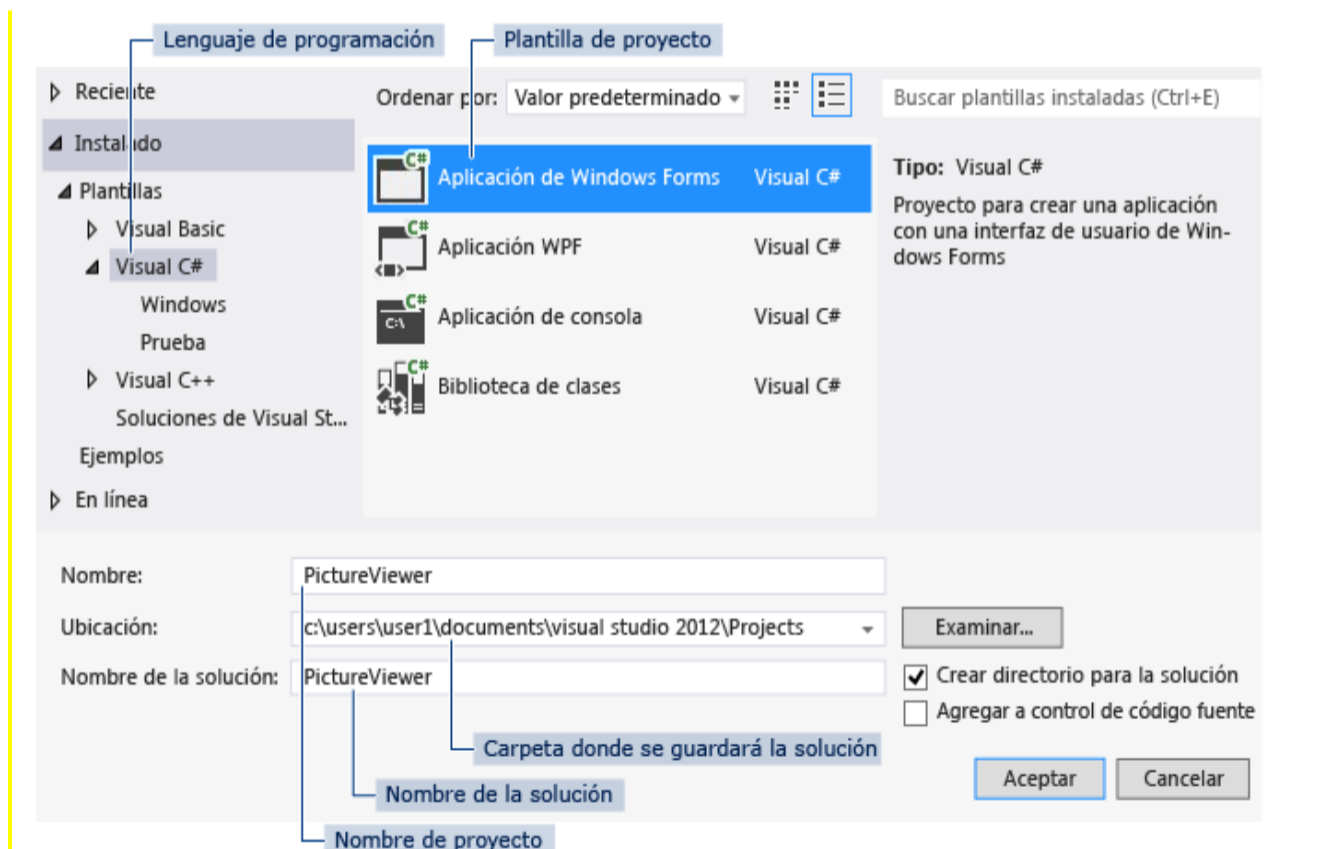 Lenguaje de programación
Plantilla de proyecto
Reciente
Ordenar por: Valor predeterminado
Buscar plantillas instaladas (Ctrl+E)
Instalado
Plantillas
Visual Basic
Visual C#
Windows
Prueba
Visual C++
Soluciones de Visual St...
Ejemplos
En línea
C#
Aplicación de Windows Forms Visual C#
C#
Aplicación WPF Visual C#
C#
C:\
Aplicación de consola Visual C#
C#
Biblioteca de clases Visual C#
Tipo: Visual C#
Proyecto para crear una aplicación
con una interfaz de usuario de Win-
dows Forms
Nombre: PictureViewer
Ubicación: c:\users\user1\documents\visual studio 2012\Projects Examinar...
Nombre de la solución: PictureViewer
Crear directorio para la solución
Agregar a control de código fuente
Carpeta donde se guardará la solución
Aceptar Cancelar
Nombre de la solución
Nombre de proyecto